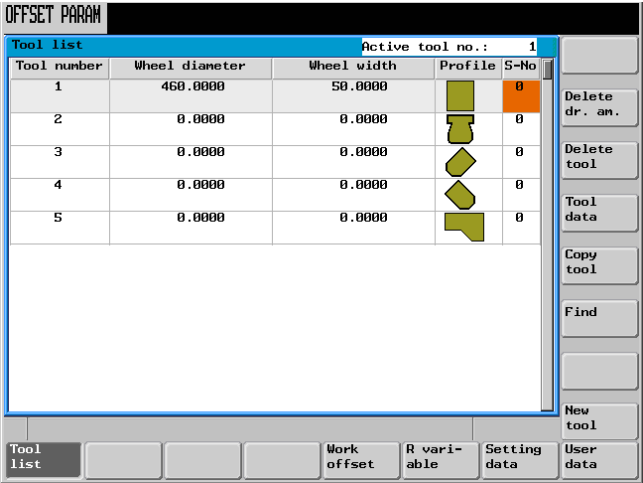 OFFSET PARAM
Tool list Active tool no.: 1
Tool number Wheel diameter Wheel width Profile S-No
1 460.0000 50.0000 0
2 0.0000 0.0000 0
3 0.0000 0.0000 0
4 0.0000 0.0000 0
5 0.0000 0.0000 0
Delete
dr. am.
Delete
tool
Tool
data
Copy
tool
Find
New
tool
Tool
list
Work
offset
R vari-
able
Setting
data
User
data